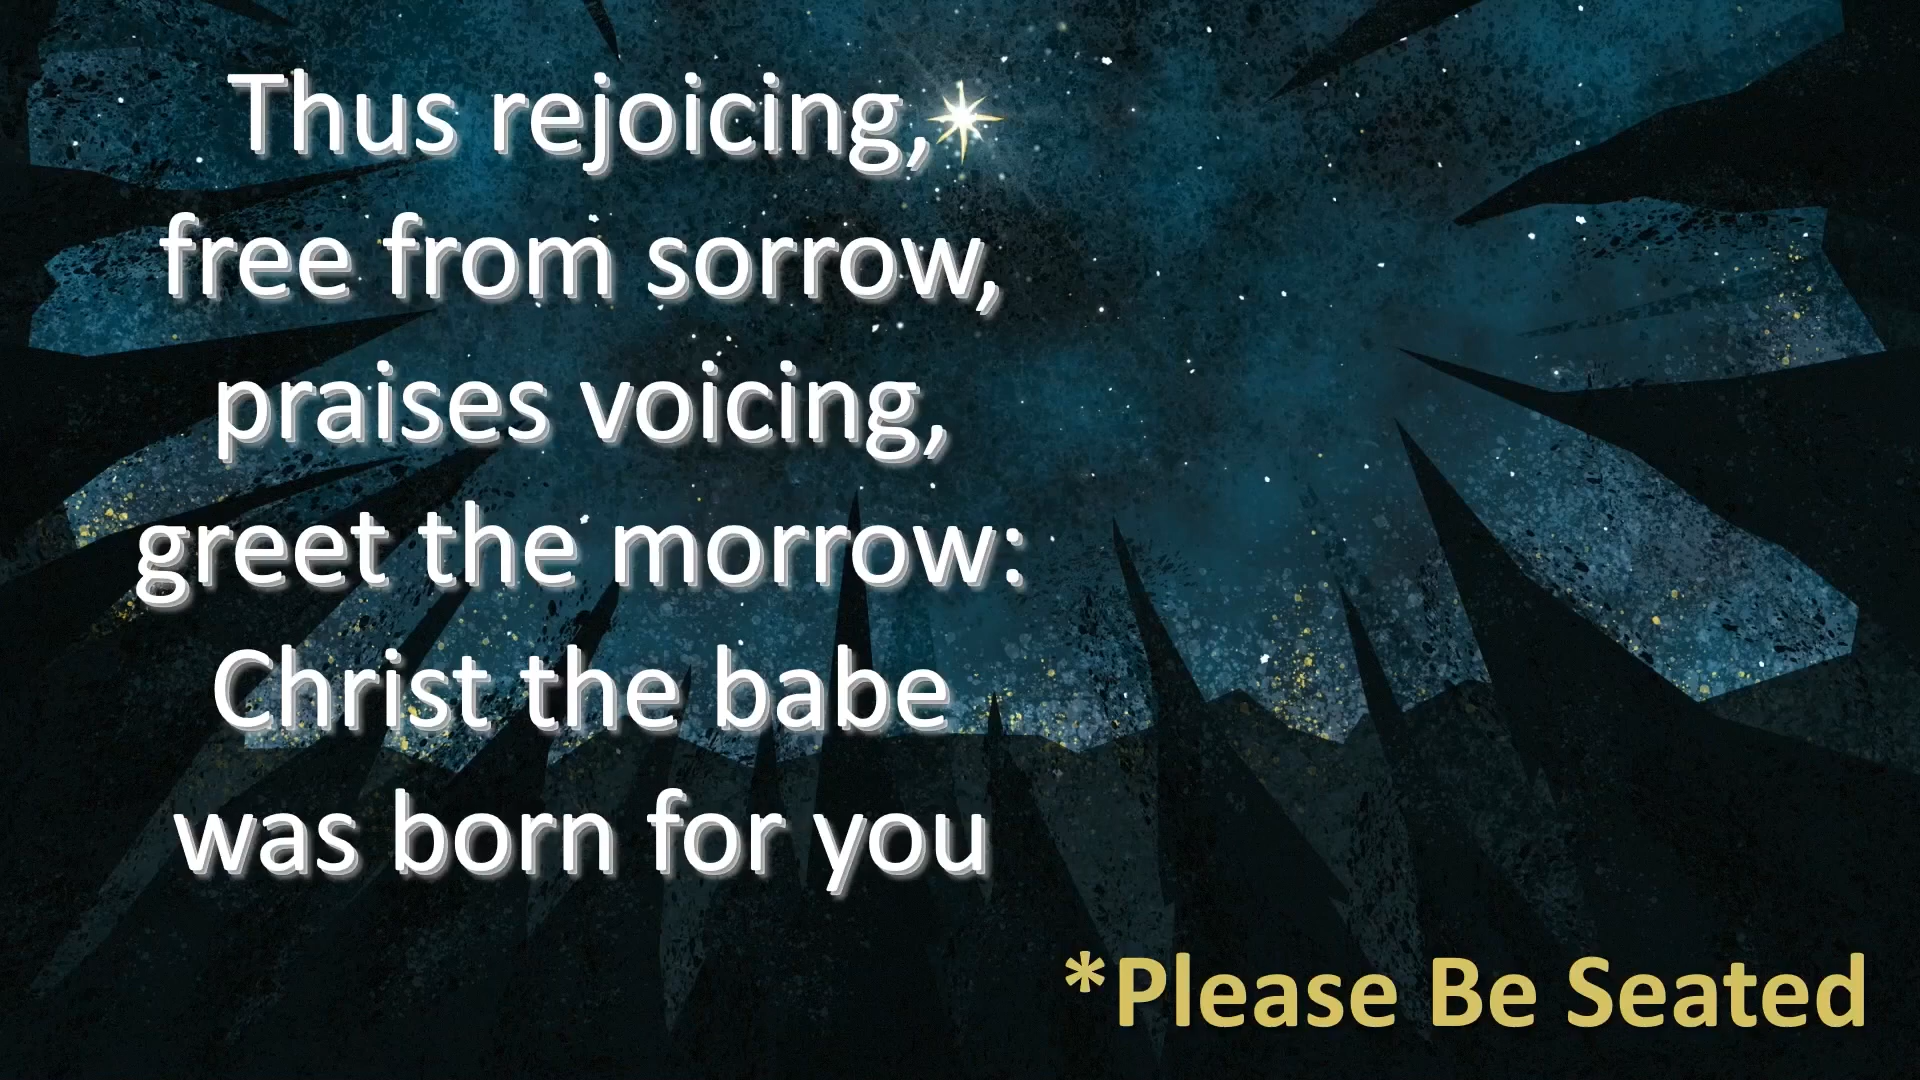 Thus rejoicing,
free from sorrow,
praises voicing,
greet the morrow:
Christ the babe
was born for you
*Please Be Seated